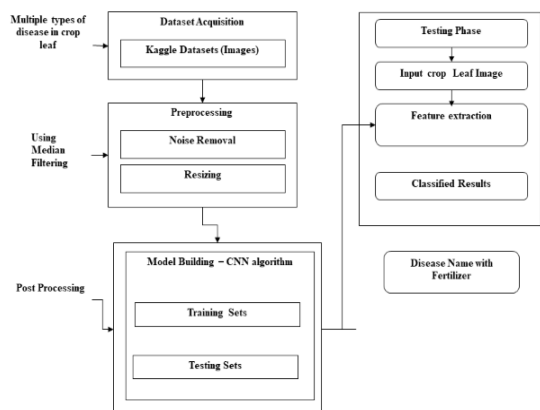 Multiple types of
disease in crop
leaf
Dataset Acquisition
Kaggle Datasets (Images)
Using
Median
Filtering
Preprocessing
Noise Removal
Resizing
Post Processing
Model Building – CNN algorithm
Training Sets
Testing Sets
Testing Phase
Input crop Leaf Image
Feature extraction
Classified Results
Disease Name with
Fertilizer